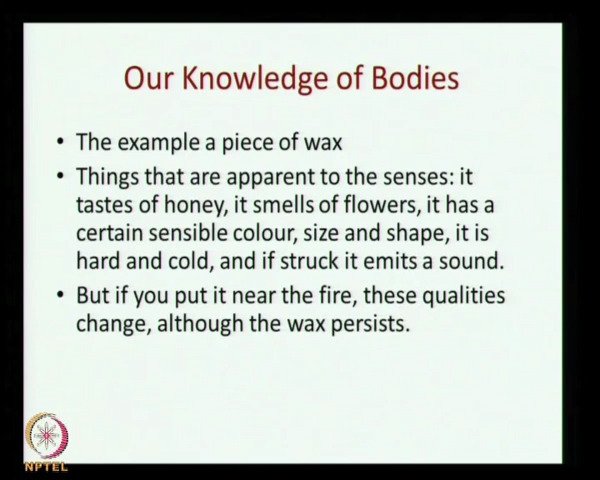 Our Knowledge of Bodies
• The example a piece of wax
• Things that are apparent to the senses: it
tastes of honey, it smells of flowers, it has a
certain sensible colour, size and shape, it is
hard and cold, and if struck it emits a sound.
• But if you put it near the fire, these qualities
change, although the wax persists.
NPTEL